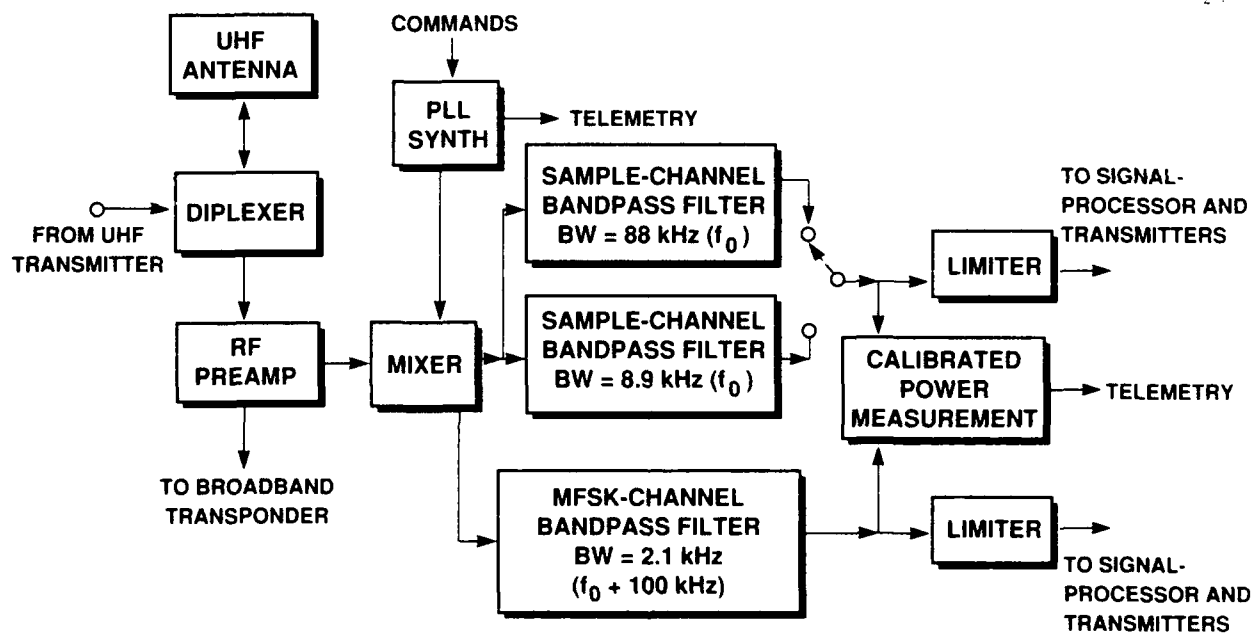 UHF
ANTENNA
COMMANDS
PLL
SYNTH
TELEMETRY
DIPLEXER
FROM UHF
TRANSMITTER
SAMPLE-CHANNEL
BANDPASS FILTER
BW = 88 kHz (f0)
TO SIGNAL-
PROCESSOR AND
TRANSMITTERS
LIMITER
RF
PREAMP
MIXER
SAMPLE-CHANNEL
BANDPASS FILTER
BW = 8.9 kHz (f0)
CALIBRATED
POWER
MEASUREMENT
TELEMETRY
TO BROADBAND
TRANSPONDER
MFSK-CHANNEL
BANDPASS FILTER
BW = 2.1 kHz
(f0 + 100 kHz)
LIMITER
TO SIGNAL-
PROCESSOR AND
TRANSMITTERS